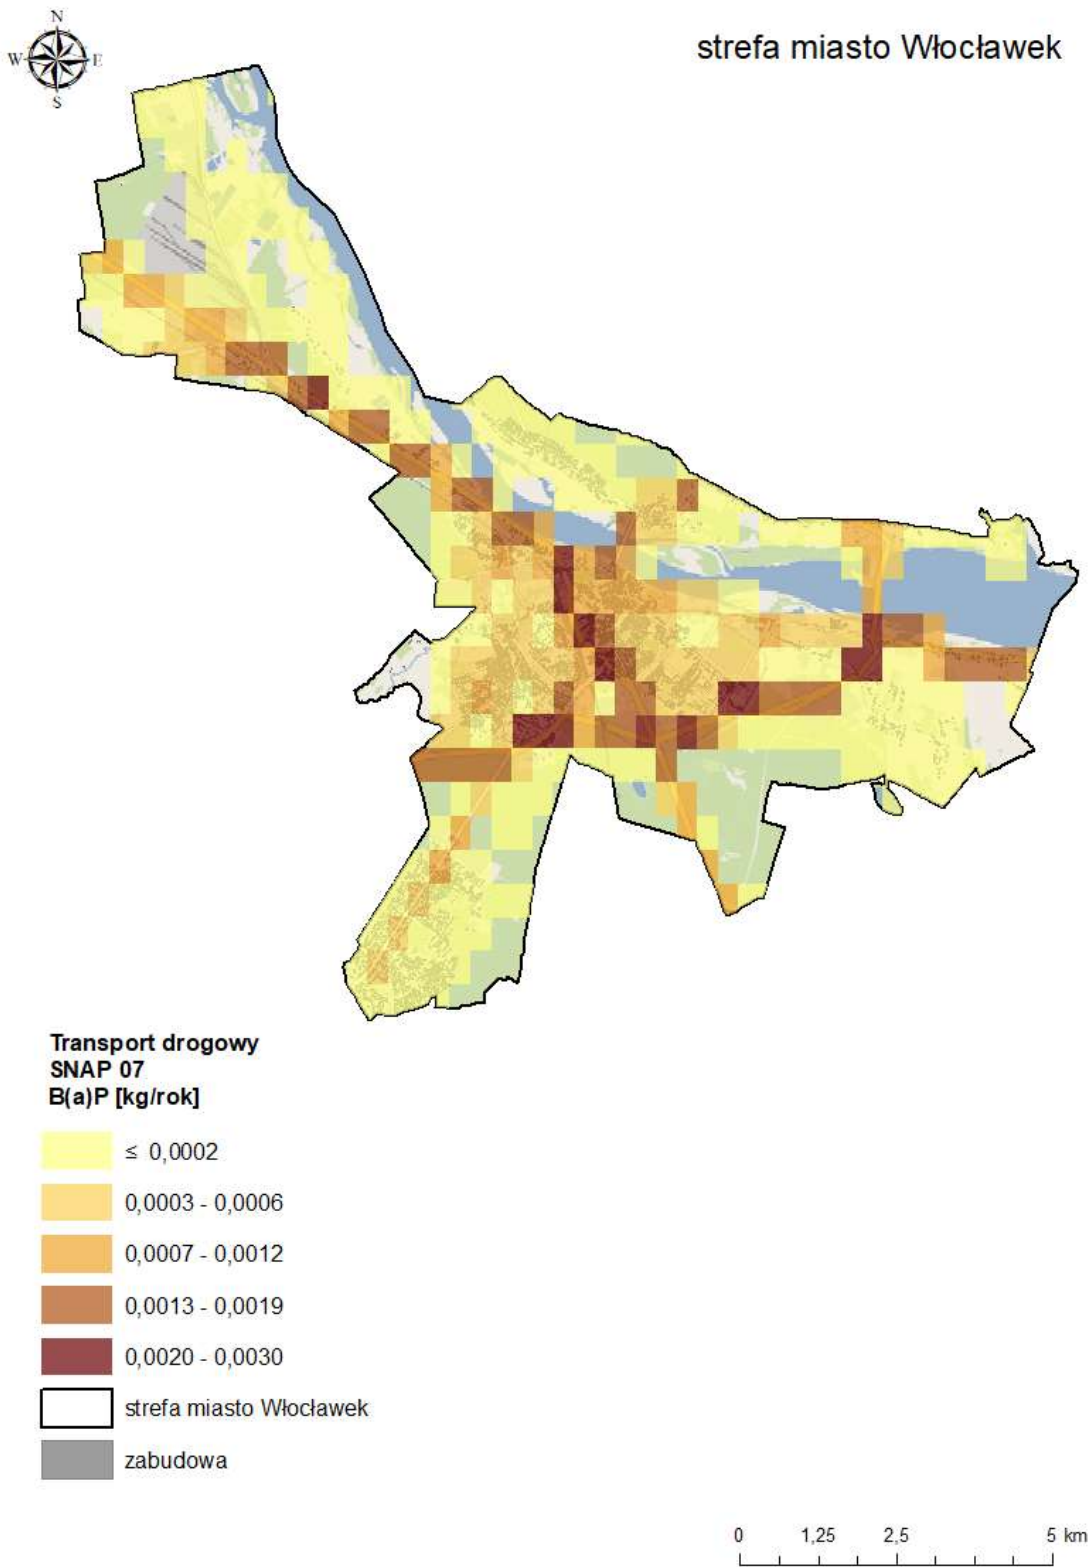 N
W E
S
strefa miasto Włocławek
Transport drogowy
SNAP 07
B(a)P [kg/rok]
≤ 0,0002
0,0003 - 0,0006
0,0007 - 0,0012
0,0013 - 0,0019
0,0020 - 0,0030
strefa miasto Włocławek
zabudowa
0 1,25 2,5 5 km